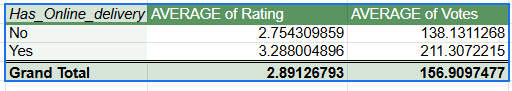 Has_Online_delivery AVERAGE of Rating AVERAGE of Votes
No 2.754309859 138.1311268
Yes 3.288004896 211.3072215
Grand Total 2.89126793 156.9097477